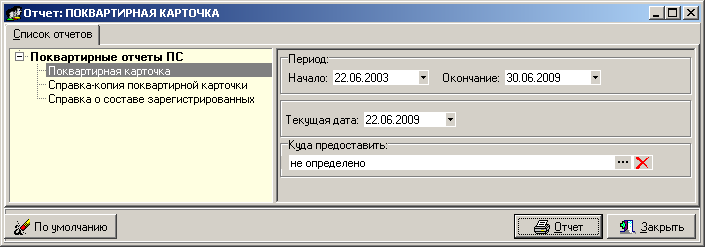 Отчет: ПОКВАРТИРНАЯ КАРТОЧКА
Список отчетов
Поквартирные отчеты ПС
Поквартирная карточка
Справка-копия поквартирной карточки
Справка о составе зарегистрированных
Период:
Начало: 22.06.2003 Окончание: 30.06.2009
Текущая дата: 22.06.2009
Куда предоставить:
не определено ...
По умолчанию Отчет Закрыть